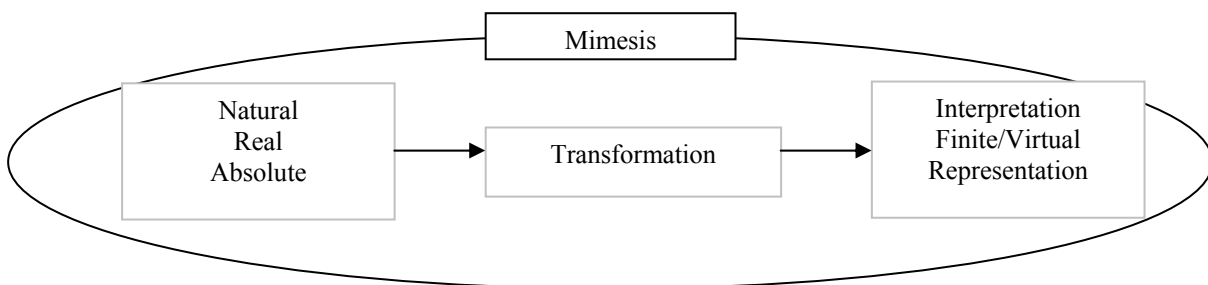 Mimesis
Natural
Real
Absolute
Transformation
Interpretation
Finite/Virtual
Representation